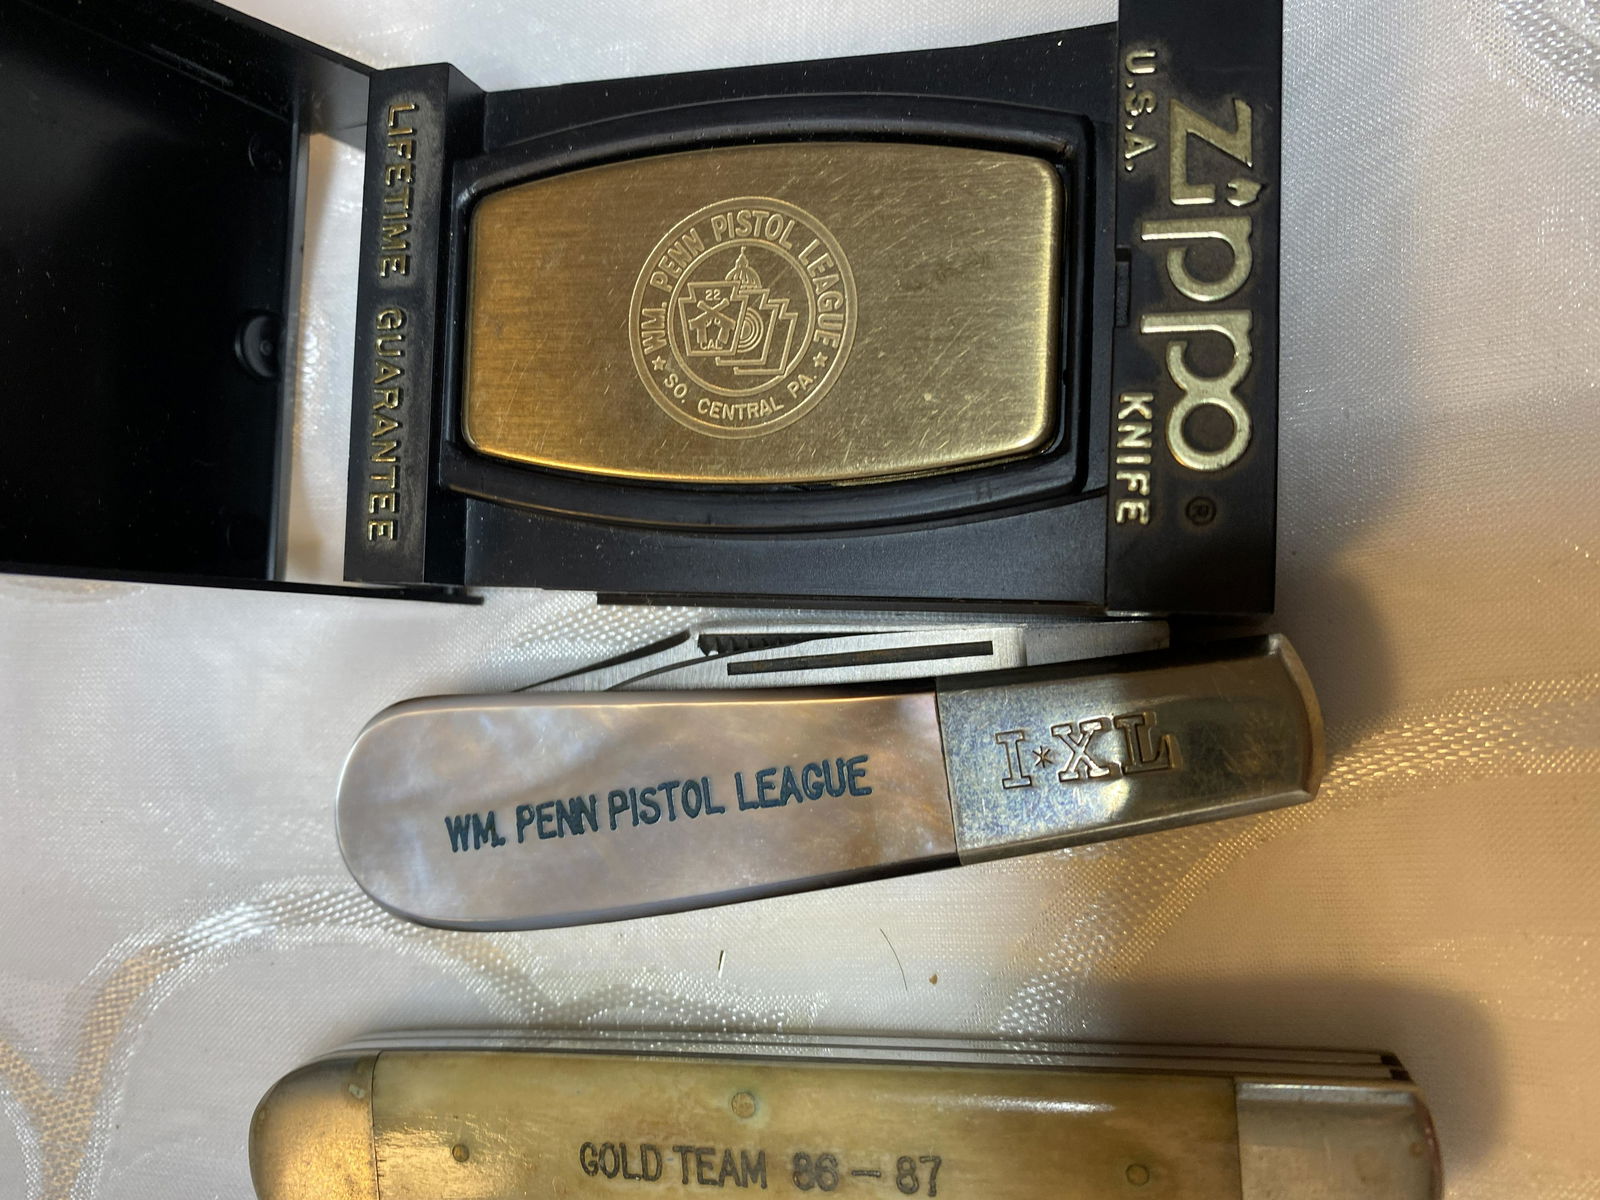 LIFETIME GUARANTEE
WM. PENN PISTOL LEAGUE
22
★ SO. CENTRAL PA. ★
U.S.A.
Zippo®
KNIFE
WM. PENN PISTOL LEAGUE
I*XL
GOLD TEAM 86 – 87